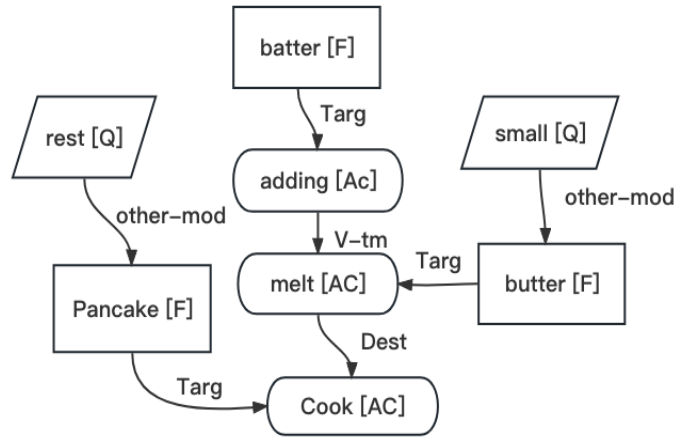 batter [F]
Targ
rest [Q]
small [Q]
adding [Ac]
other-mod
other-mod
V-tm
Targ
melt [AC]
butter [F]
Pancake [F]
Dest
Targ
Cook [AC]